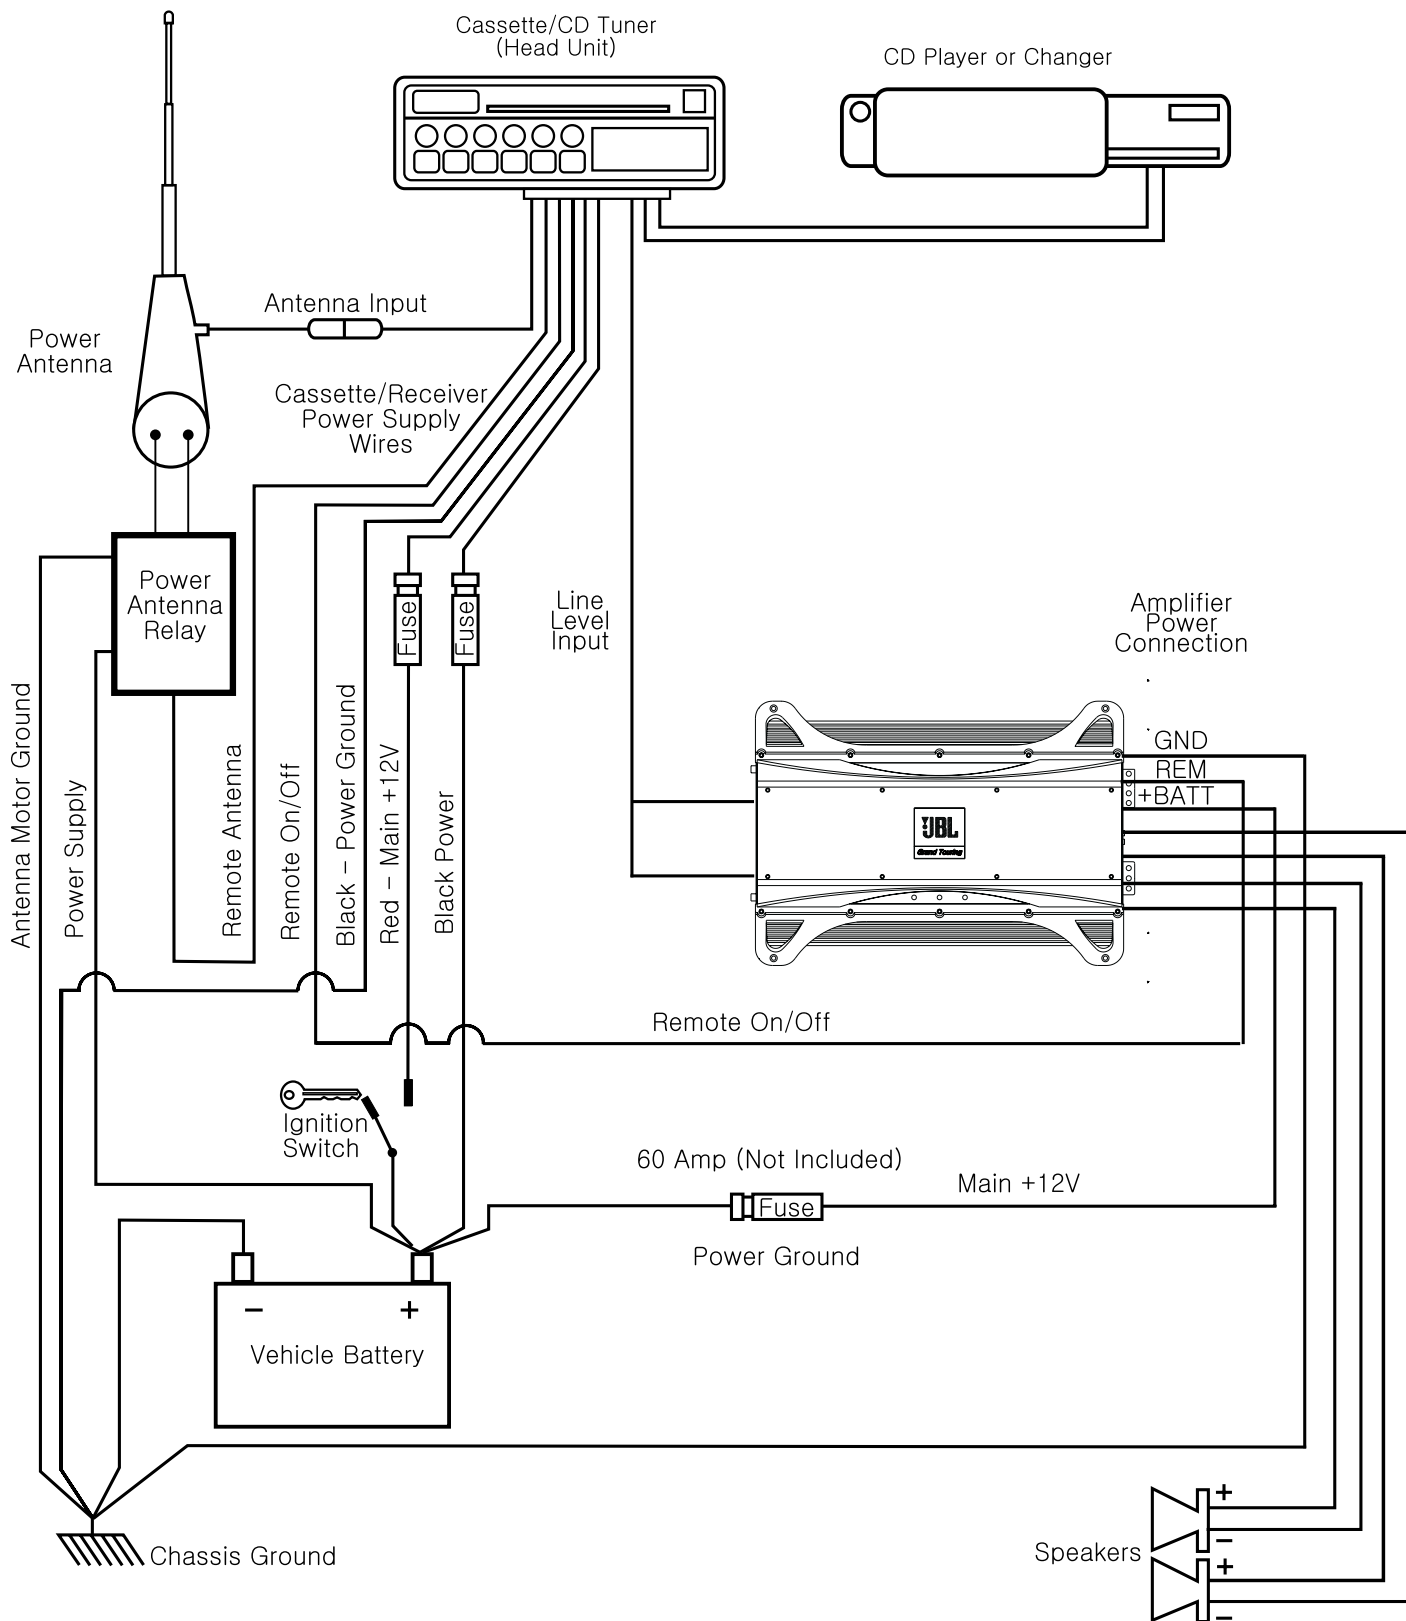 Cassette/CD Tuner
(Head Unit)
CD Player or Changer
Antenna Input
Power
Antenna
Cassette/Receiver
Power Supply
Wires
Power
Antenna
Relay
Fuse
Fuse
Line
Level
Input
Amplifier
Power
Connection
Antenna Motor Ground
Power Supply
Remote Antenna
Remote On/Off
Black – Power Ground
Red – Main +12V
Black Power
GND
REM
+BATT
JBL
Grand Touring
Remote On/Off
Ignition
Switch
60 Amp (Not Included)
Main +12V
Fuse
Power Ground
– +
Vehicle Battery
Chassis Ground
Speakers
+
–
+
–